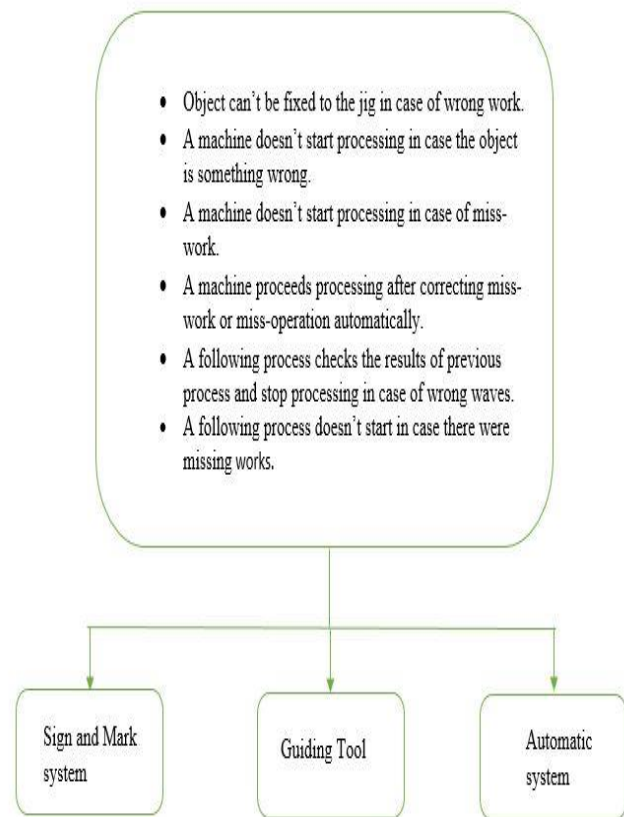 • Object can’t be fixed to the jig in case of wrong work.
• A machine doesn’t start processing in case the object
is something wrong.
• A machine doesn’t start processing in case of miss-
work.
• A machine proceeds processing after correcting miss-
work or miss-operation automatically.
• A following process checks the results of previous
process and stop processing in case of wrong waves.
• A following process doesn’t start in case there were
missing works.
Sign and Mark
system
Guiding Tool
Automatic
system